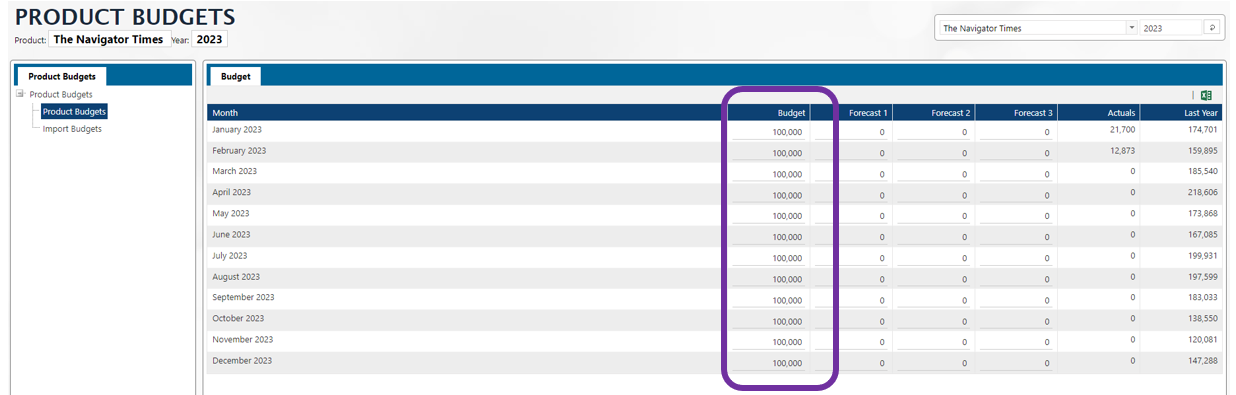 PRODUCT BUDGETS
Product: The Navigator Times Year: 2023
The Navigator Times 2023
Product Budgets
Product Budgets
Product Budgets
Import Budgets
Budget
Month Budget Forecast 1 Forecast 2 Forecast 3 Actuals Last Year
January 2023 100,000 0 0 0 21,700 174,701
February 2023 100,000 0 0 0 12,873 159,895
March 2023 100,000 0 0 0 0 185,540
April 2023 100,000 0 0 0 0 218,606
May 2023 100,000 0 0 0 0 173,868
June 2023 100,000 0 0 0 0 167,085
July 2023 100,000 0 0 0 0 199,931
August 2023 100,000 0 0 0 0 197,599
September 2023 100,000 0 0 0 0 183,033
October 2023 100,000 0 0 0 0 138,550
November 2023 100,000 0 0 0 0 120,081
December 2023 100,000 0 0 0 0 147,288